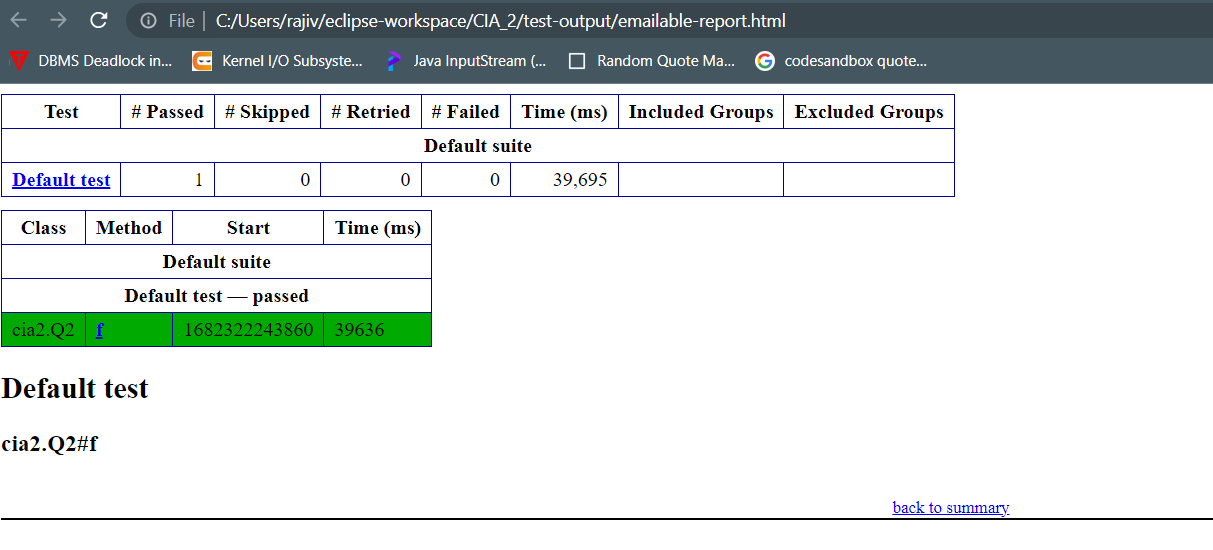 File | C:/Users/rajiv/eclipse-workspace/CIA_2/test-output/emailable-report.html
DBMS Deadlock in... Kernel I/O Subsyste... Java InputStream (... Random Quote Ma... codesandbox quote...
Test # Passed # Skipped # Retried # Failed Time (ms) Included Groups Excluded Groups
Default suite
Default test 1 0 0 0 39,695
Class Method Start Time (ms)
Default suite
Default test — passed
cia2.Q2 f 1682322243860 39636
Default test
cia2.Q2#f
back to summary